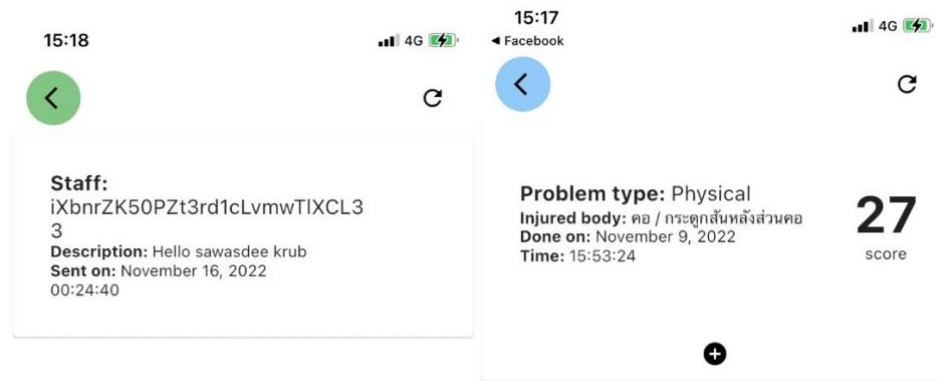 15:18
4G
Staff:
iXbnrZK50PZt3rd1cLvmwTlXCL3
3
Description: Hello sawasdee krub
Sent on: November 16, 2022
00:24:40
15:17
◄ Facebook
4G
Problem type: Physical
Injured body: คอ / กระดูกสันหลังส่วนคอ
Done on: November 9, 2022
Time: 15:53:24
27
score